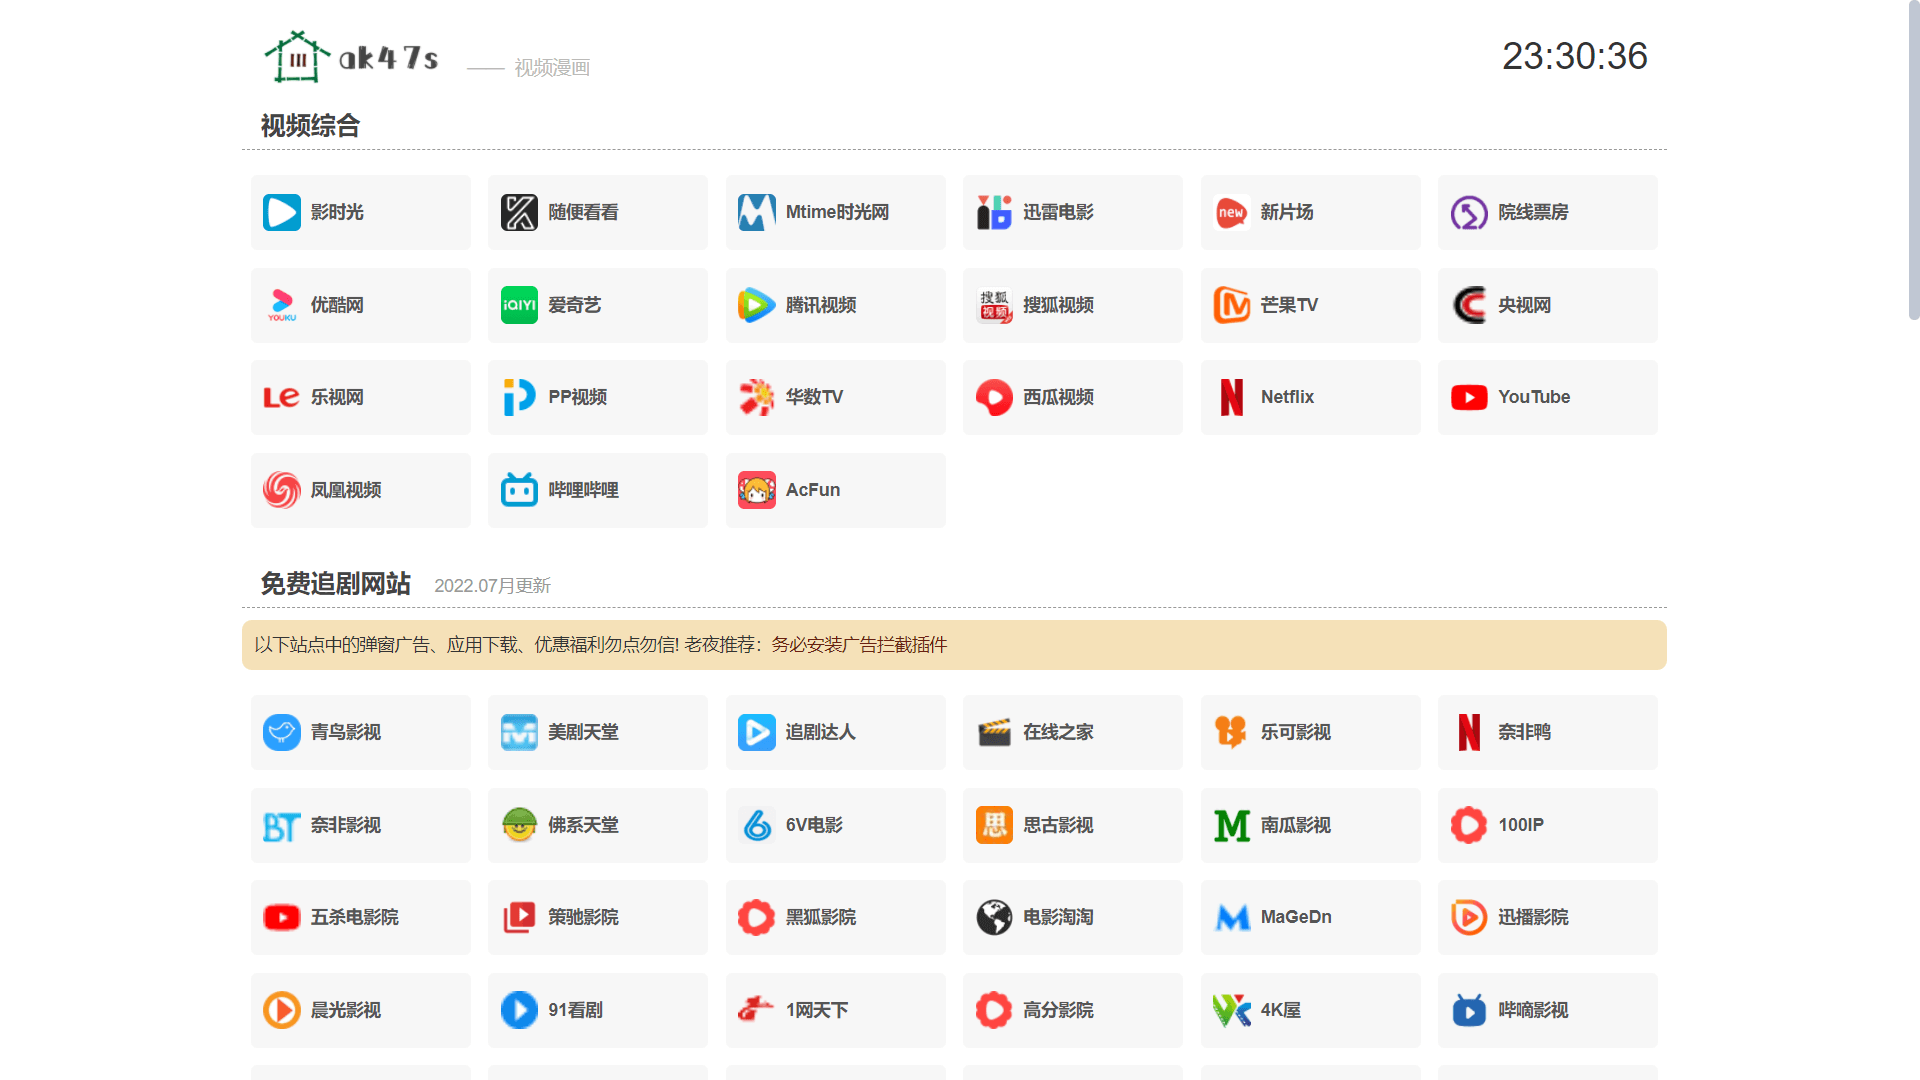 ak47s —— 视频漫画
23:30:36
视频综合
影时光 随便看看 Mtime时光网 迅雷电影 new 新片场 院线票房
YOUKU 优酷网 iQIYI 爱奇艺 腾讯视频 搜狐视频 搜狐视频 芒果TV 央视网
Le 乐视网 PP视频 华数TV 西瓜视频 Netflix YouTube
凤凰视频 哔哩哔哩 AcFun
免费追剧网站 2022.07月更新
以下站点中的弹窗广告、应用下载、优惠福利勿点勿信! 老夜推荐：务必安装广告拦截插件
青鸟影视 美剧天堂 追剧达人 在线之家 乐可影视 N 奈非鸭
BT 奈非影视 佛系天堂 6 6V电影 思 思古影视 M 南瓜影视 100IP
五杀电影院 策驰影院 黑狐影院 电影淘淘 M MaGeDn 迅播影院
晨光影视 91看剧 1网天下 高分影院 4K屋 哔嘀影视